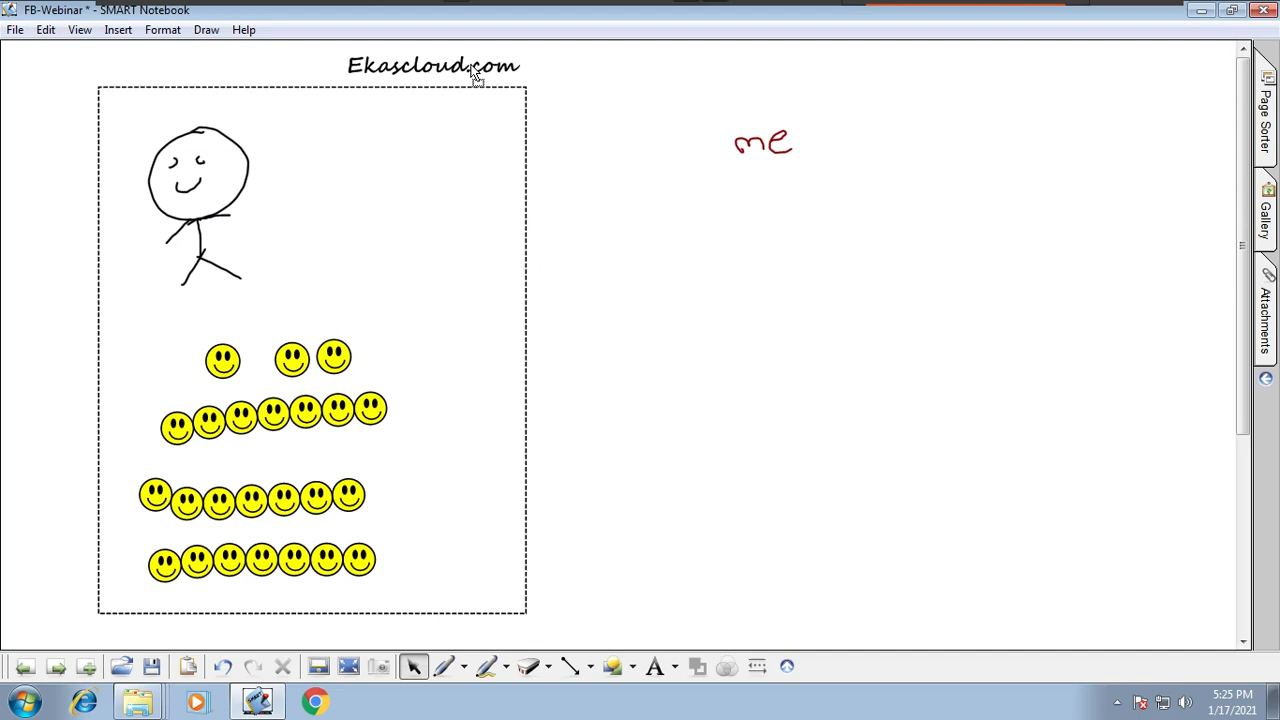 FB-Webinar * - SMART Notebook
File Edit View Insert Format Draw Help
Ekascloud.com
me
Page Sorter
Gallery
Attachments
A
5:25 PM
1/17/2021